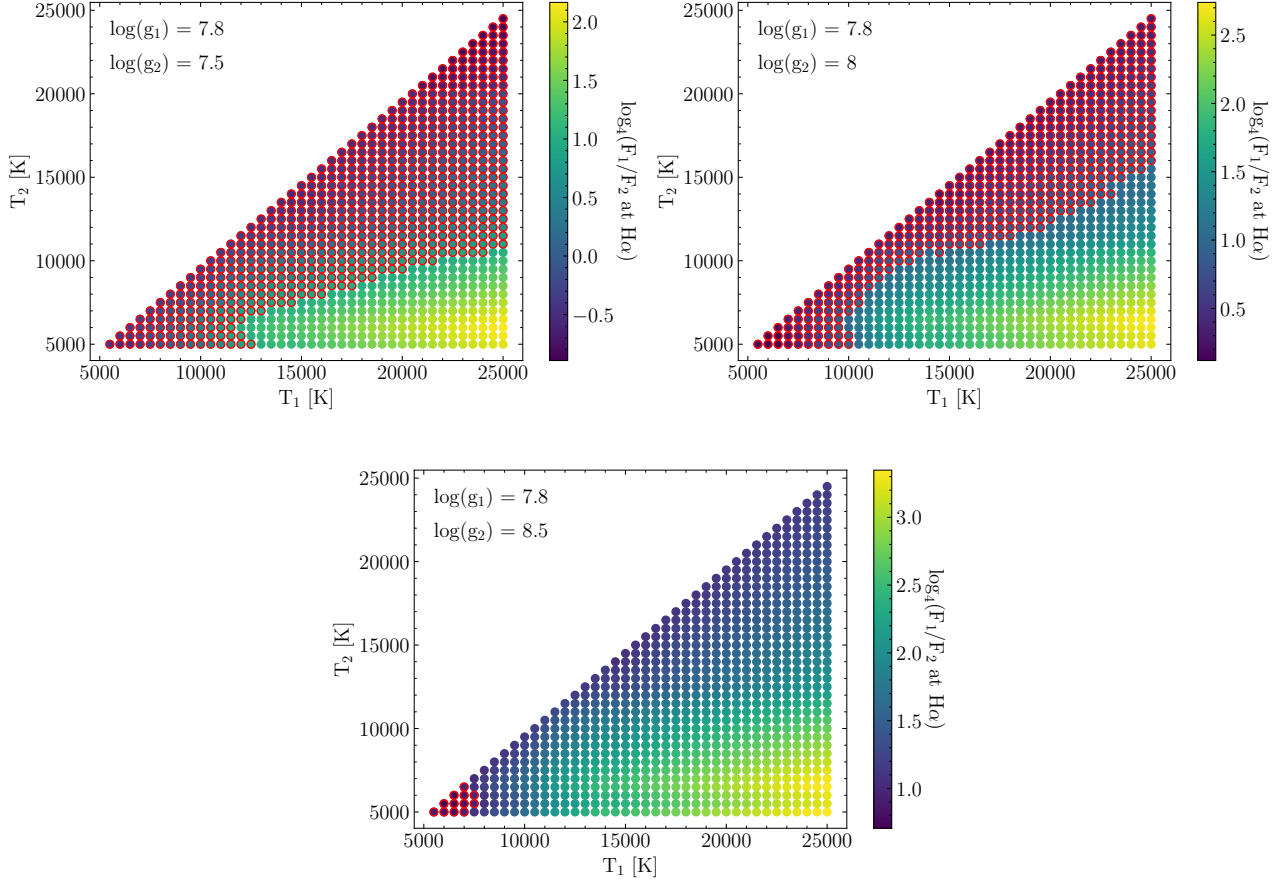 log(g₁) = 7.8
log(g₂) = 7.5
25000
20000
15000
10000
5000
T₂ [K]
5000 10000 15000 20000 25000
T₁ [K]
2.0
1.5
1.0
0.5
0.0
−0.5
log₄(F₁/F₂ at Hα)
log(g₁) = 7.8
log(g₂) = 8
25000
20000
15000
10000
5000
T₂ [K]
5000 10000 15000 20000 25000
T₁ [K]
2.5
2.0
1.5
1.0
0.5
log₄(F₁/F₂ at Hα)
log(g₁) = 7.8
log(g₂) = 8.5
25000
20000
15000
10000
5000
T₂ [K]
5000 10000 15000 20000 25000
T₁ [K]
3.0
2.5
2.0
1.5
1.0
log₄(F₁/F₂ at Hα)